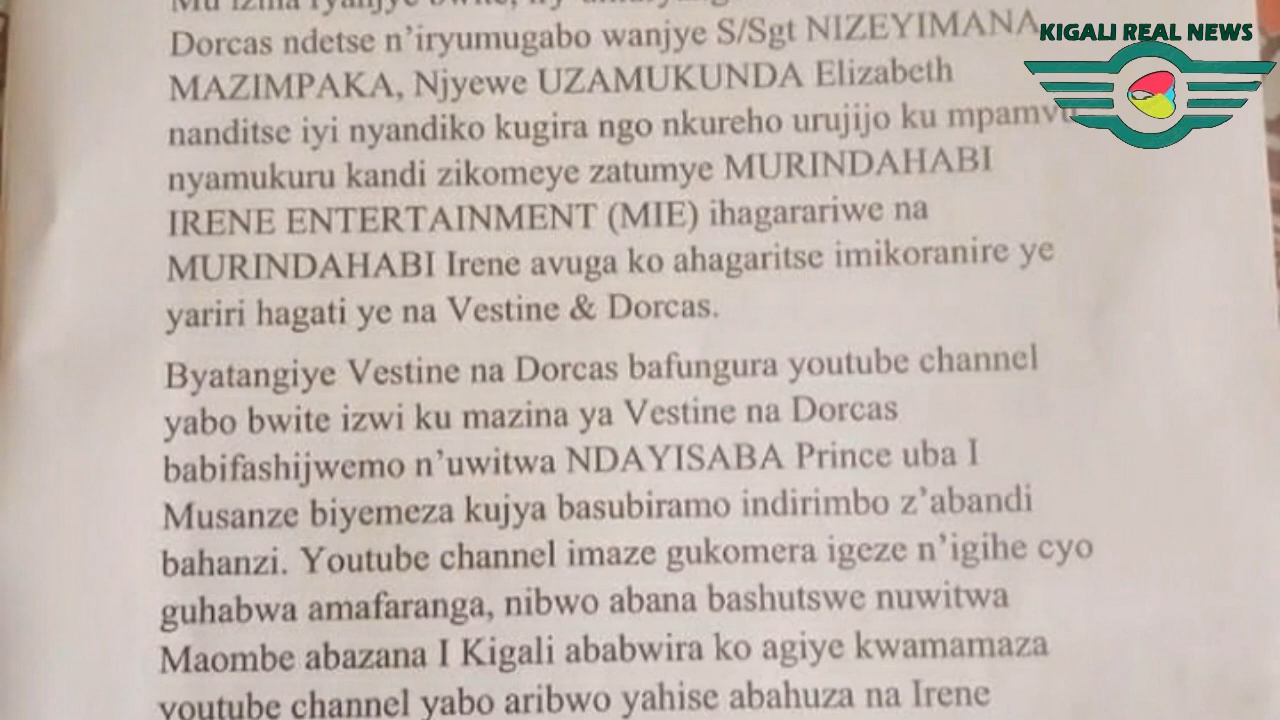 Dorcas ndetse n'iryumugabo wanjye S/Sgt NIZEYIMANA
KIGALI REAL NEWS
MAZIMPAKA, Njyewe UZAMUKUNDA Elizabeth
nanditse iyi nyandiko kugira ngo nkureho urujijo ku mpamvu
nyamukuru kandi zikomeye zatumye MURINDAHABI
IRENE ENTERTAINMENT (MIE) ihagarariwe na
MURINDAHABI Irene avuga ko ahagaritse imikoranire ye
yariri hagati ye na Vestine & Dorcas.
Byatangiye Vestine na Dorcas bafungura youtube channel
yabo bwite izwi ku mazina ya Vestine na Dorcas
babifashijwemo n'uwitwa NDAYISABA Prince uba I
Musanze biyemeza kujya basubiramo indirimbo z'abandi
bahanzi. Youtube channel imaze gukomera igeze n'igihe cyo
guhabwa amafaranga, nibwo abana bashutswe nuwitwa
Maombe abazana I Kigali ababwira ko agiye kwamamaza
youtube channel yabo aribwo yahise abahuza na Irene